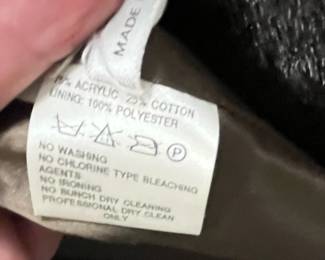 MADE
% ACRYLIC 25% COTTON
LINING: 100% POLYESTER
P
NO WASHING
NO CHLORINE TYPE BLEACHING
AGENTS
NO IRONING
NO BUNCH DRY CLEANING
PROFESSIONAL DRY CLEAN
ONLY